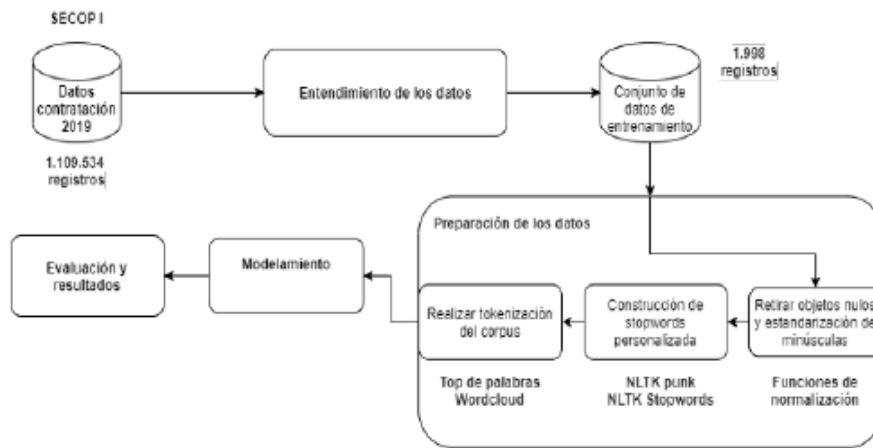 SECOP I
Datos
contratación
2019
1.109.534
registros
Entendimiento de los datos
Conjunto de
datos de
entrenamiento
1.998
registros
Preparación de los datos
Retirar objetos nulos
y estandarización de
minúsculas
Funciones de
normalización
Construcción de
stopwords
personalizada
NLTK punk
NLTK Stopwords
Realizar tokenización
del corpus
Top de palabras
Wordcloud
Modelamiento
Evaluación y
resultados